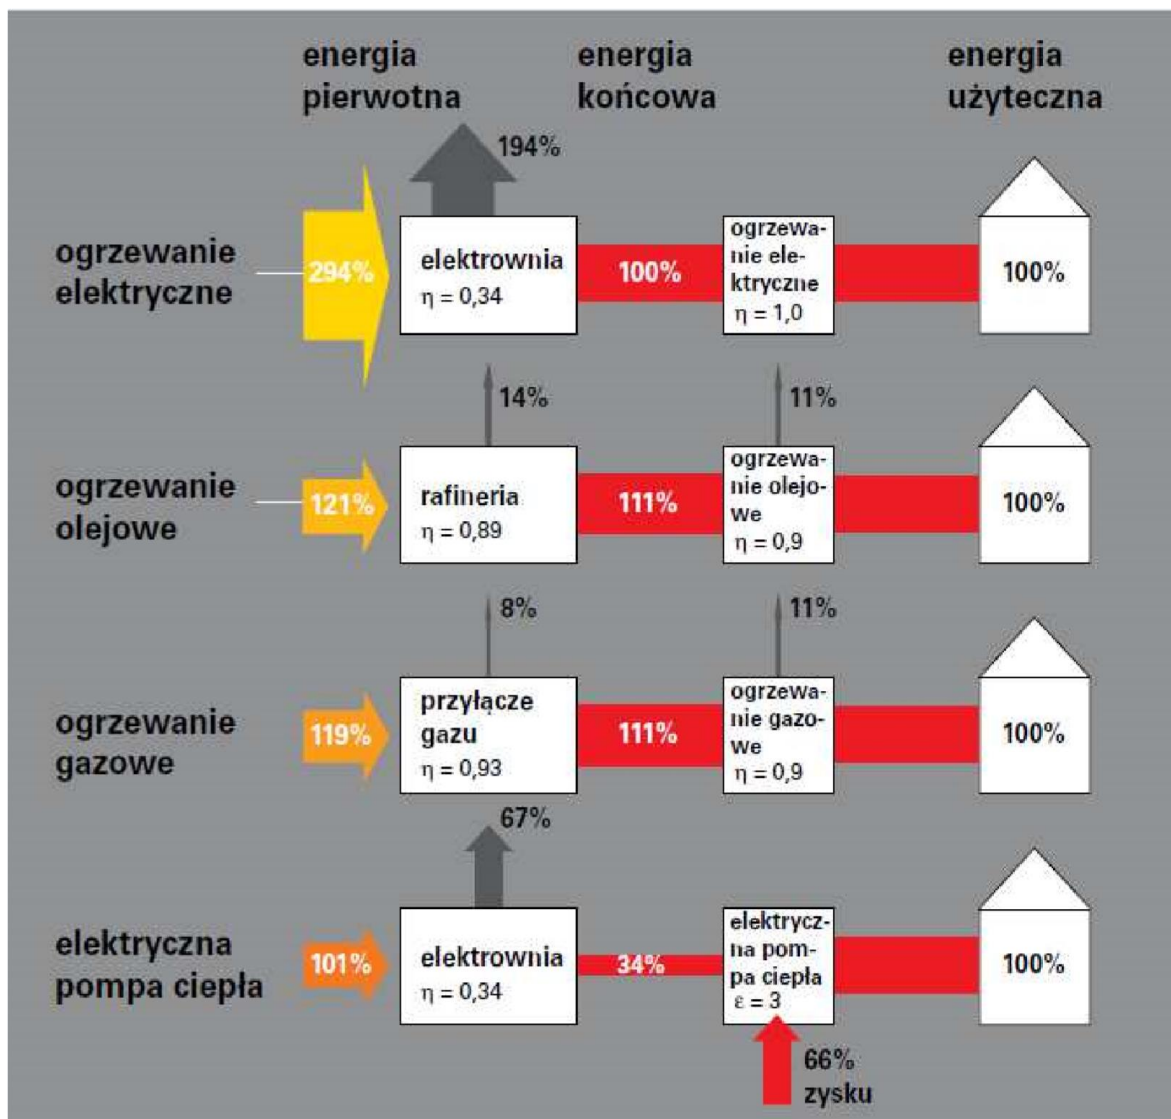 energia
pierwotna
energia
końcowa
energia
użyteczna
194%
ogrzewanie
elektryczne
294%
elektrownia
η = 0,34
100%
ogrzewa-
nie ele-
ktryczne
η = 1,0
100%
14%
11%
ogrzewanie
olejowe
121%
rafineria
η = 0,89
111%
ogrzewa-
nie olejo-
we
η = 0,9
100%
8%
11%
ogrzewanie
gazowe
119%
przyłącze
gazu
η = 0,93
111%
ogrzewa-
nie gazo-
we
η = 0,9
100%
67%
elektryczna
pompa ciepła
101%
elektrownia
η = 0,34
34%
elektrycz-
na pom-
pa ciepła
ε = 3
100%
66%
zysku